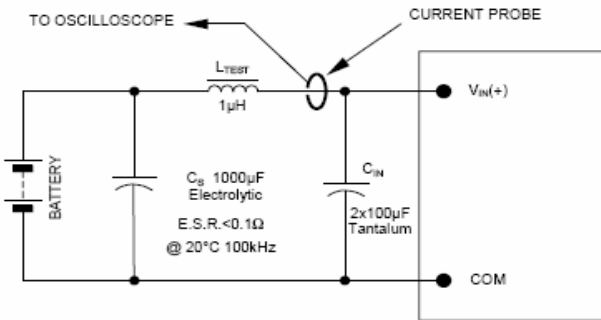 TO OSCILLOSCOPE
CURRENT PROBE
LTEST
1µH
VIN(+)
BATTERY
CS 1000µF
Electrolytic
E.S.R.<0.1Ω
@ 20°C 100kHz
CIN
2x100µF
Tantalum
COM